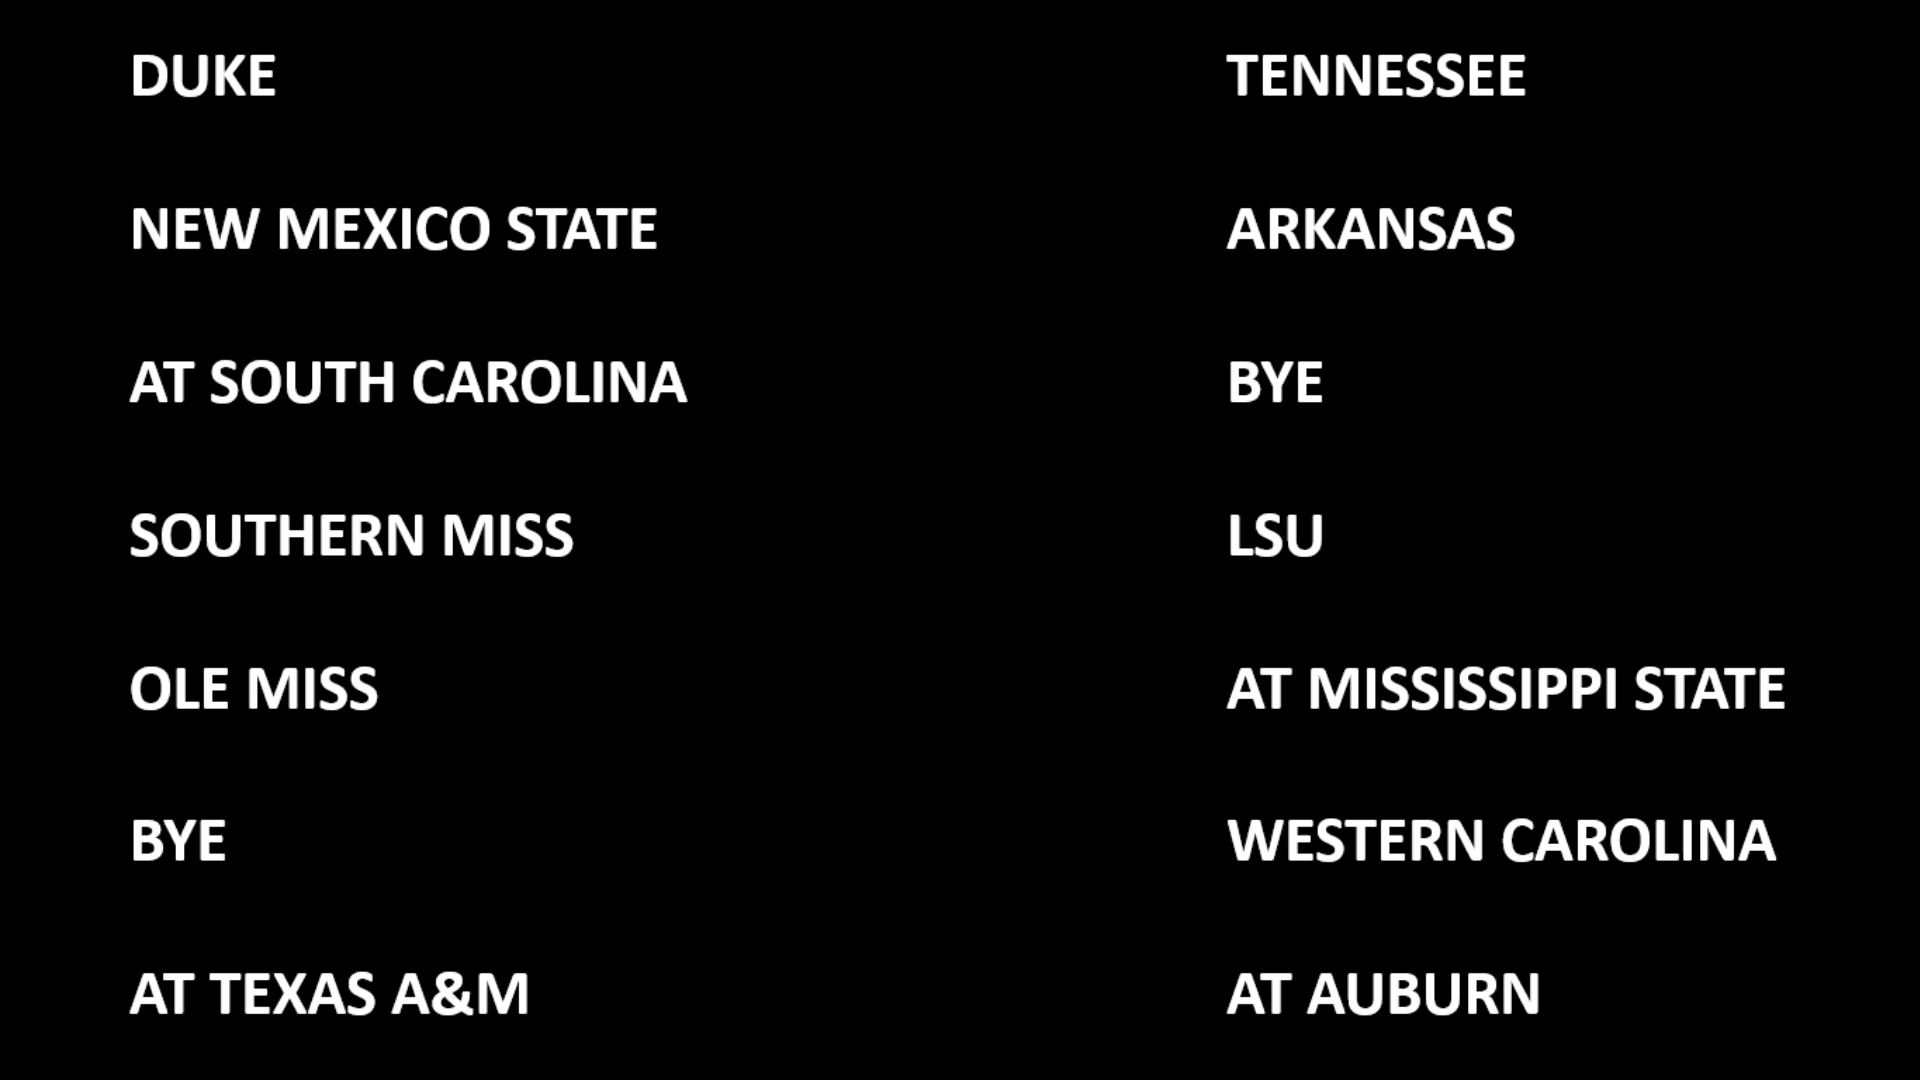 DUKE
NEW MEXICO STATE
AT SOUTH CAROLINA
SOUTHERN MISS
OLE MISS
BYE
AT TEXAS A&M
TENNESSEE
ARKANSAS
BYE
LSU
AT MISSISSIPPI STATE
WESTERN CAROLINA
AT AUBURN